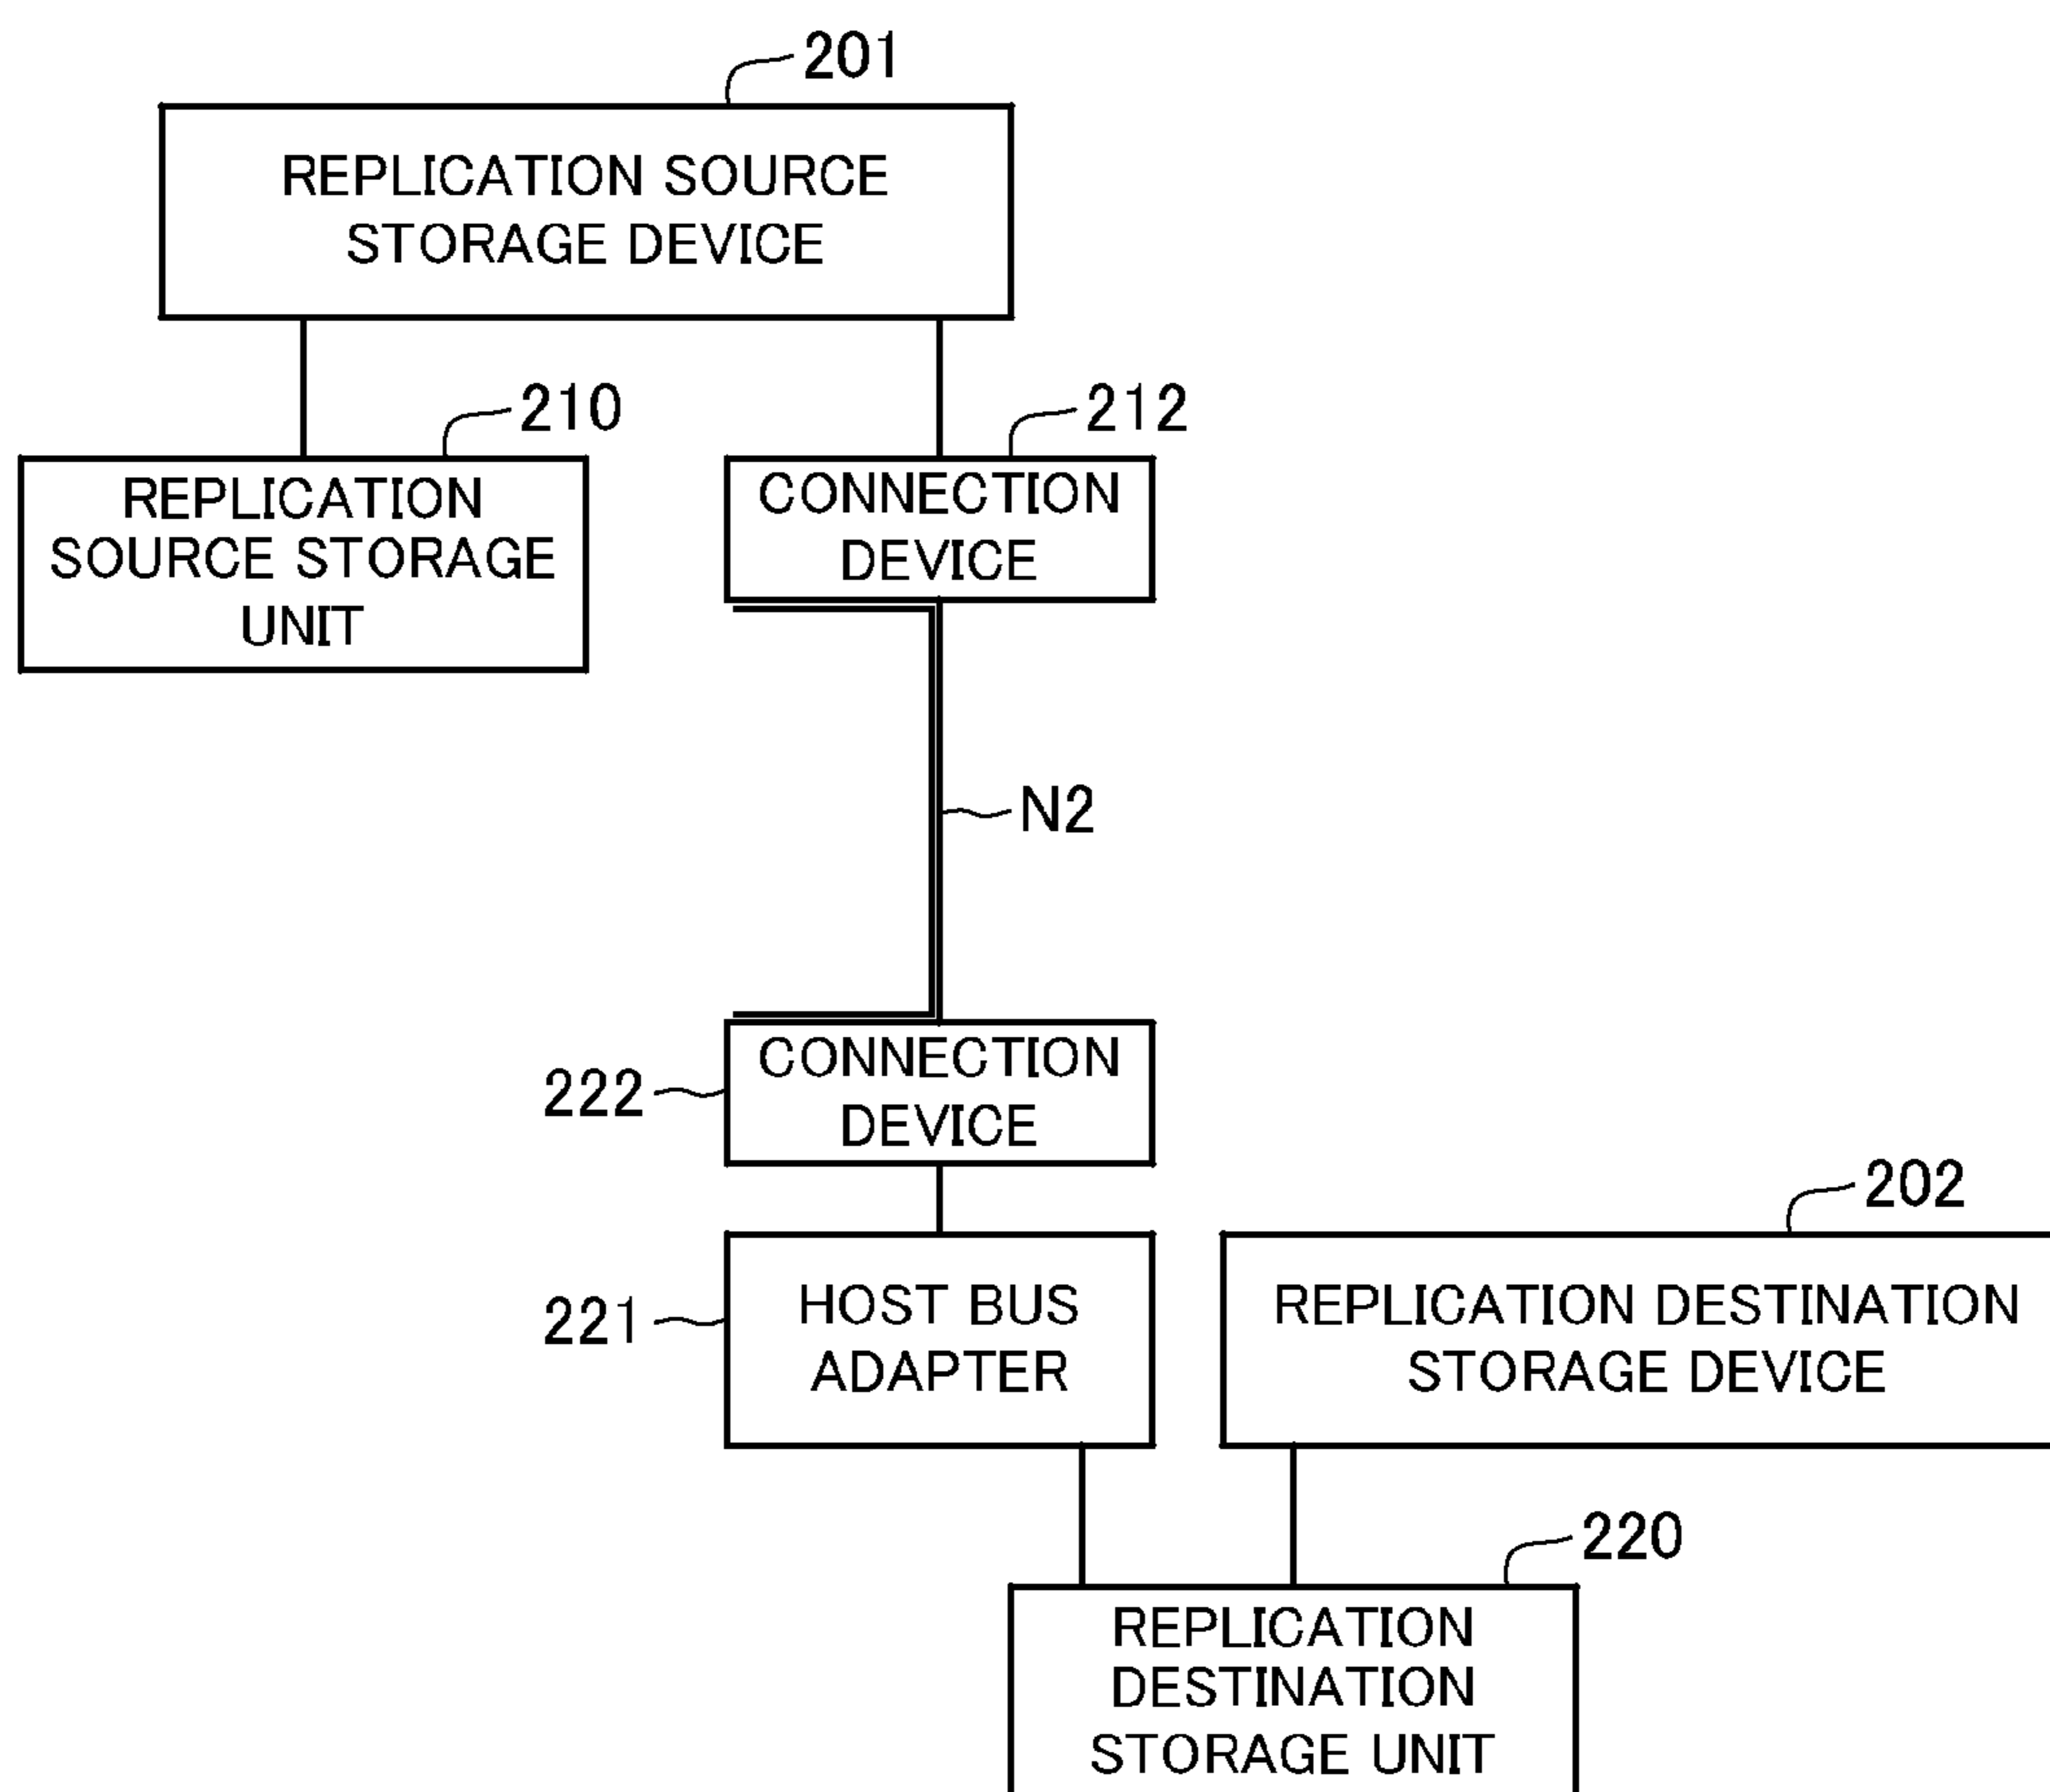 201
REPLICATION SOURCE
STORAGE DEVICE
210
212
REPLICATION
SOURCE STORAGE
UNIT
CONNECTION
DEVICE
N2
222
CONNECTION
DEVICE
202
221
HOST BUS
ADAPTER
REPLICATION DESTINATION
STORAGE DEVICE
220
REPLICATION
DESTINATION
STORAGE UNIT